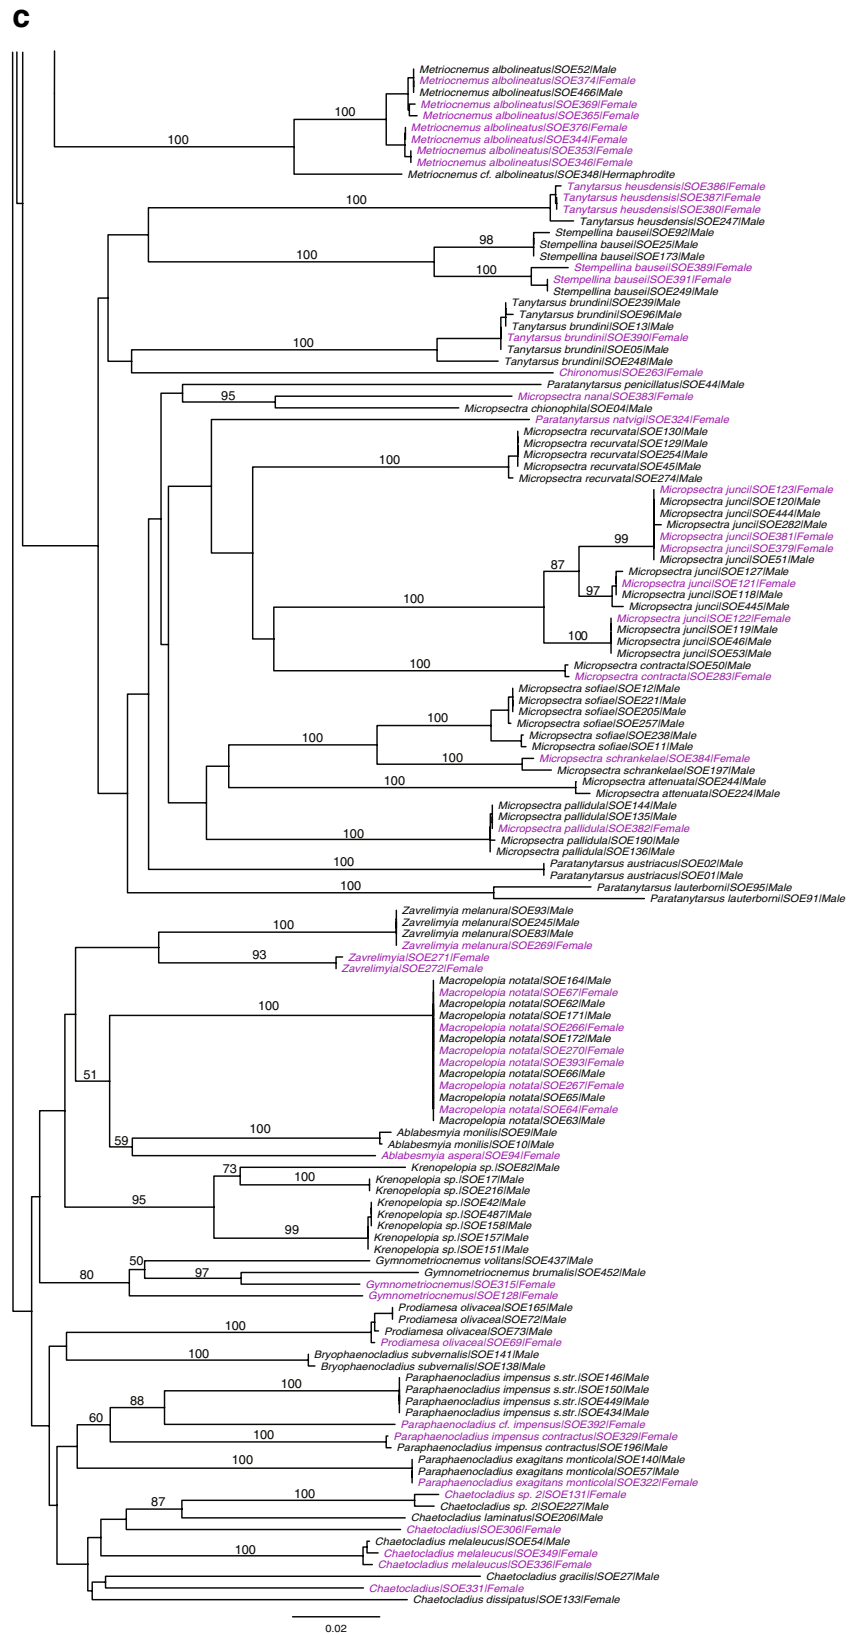 c
Metriocnemus albolineatus|SOE52|Male
Metriocnemus albolineatus|SOE374|Female
Metriocnemus albolineatus|SOE466|Male
Metriocnemus albolineatus|SOE369|Female
100
Metriocnemus albolineatus|SOE365|Female
Metriocnemus albolineatus|SOE376|Female
100
Metriocnemus albolineatus|SOE344|Female
Metriocnemus albolineatus|SOE353|Female
Metriocnemus albolineatus|SOE346|Female
Metriocnemus cf. albolineatus|SOE348|Hermaphrodite
Tanytarsus heusdensis|SOE386|Female
100
Tanytarsus heusdensis|SOE387|Female
Tanytarsus heusdensis|SOE380|Female
Tanytarsus heusdensis|SOE247|Male
Stempellina bausei|SOE92|Male
98
Stempellina bausei|SOE25|Male
100
Stempellina bausei|SOE173|Male
100
Stempellina bausei|SOE389|Female
Stempellina bausei|SOE391|Female
Stempellina bausei|SOE249|Male
Tanytarsus brundini|SOE239|Male
Tanytarsus brundini|SOE96|Male
Tanytarsus brundini|SOE13|Male
Tanytarsus brundini|SOE390|Female
100
Tanytarsus brundini|SOE05|Male
Tanytarsus brundini|SOE248|Male
Chironomus|SOE263|Female
Paratanytarsus penicillatus|SOE44|Male
95
Micropsectra nana|SOE383|Female
Micropsectra chionophila|SOE04|Male
Paratanytarsus natvigi|SOE324|Female
Micropsectra recurvata|SOE130|Male
Micropsectra recurvata|SOE129|Male
Micropsectra recurvata|SOE254|Male
100
Micropsectra recurvata|SOE45|Male
Micropsectra recurvata|SOE274|Male
Micropsectra junci|SOE123|Female
Micropsectra junci|SOE120|Male
Micropsectra junci|SOE444|Male
Micropsectra junci|SOE282|Male
99
Micropsectra junci|SOE381|Female
Micropsectra junci|SOE379|Female
Micropsectra junci|SOE51|Male
87
Micropsectra junci|SOE127|Male
Micropsectra junci|SOE121|Female
97
Micropsectra junci|SOE118|Male
100
Micropsectra junci|SOE445|Male
Micropsectra junci|SOE122|Female
Micropsectra junci|SOE119|Male
100
Micropsectra junci|SOE46|Male
Micropsectra junci|SOE53|Male
100
Micropsectra contracta|SOE50|Male
Micropsectra contracta|SOE283|Female
Micropsectra sofiae|SOE12|Male
Micropsectra sofiae|SOE221|Male
Micropsectra sofiae|SOE205|Male
100
Micropsectra sofiae|SOE257|Male
100
Micropsectra sofiae|SOE238|Male
Micropsectra sofiae|SOE11|Male
100
Micropsectra schrankelae|SOE384|Female
Micropsectra schrankelae|SOE197|Male
100
Micropsectra attenuata|SOE244|Male
Micropsectra attenuata|SOE224|Male
Micropsectra pallidula|SOE144|Male
Micropsectra pallidula|SOE135|Male
Micropsectra pallidula|SOE382|Female
100
Micropsectra pallidula|SOE190|Male
Micropsectra pallidula|SOE136|Male
100
Paratanytarsus austriacus|SOE02|Male
Paratanytarsus austriacus|SOE01|Male
100
Paratanytarsus lauterborni|SOE95|Male
Paratanytarsus lauterborni|SOE91|Male
Zavrelimyia melanura|SOE93|Male
100
Zavrelimyia melanura|SOE245|Male
Zavrelimyia melanura|SOE83|Male
Zavrelimyia melanura|SOE269|Female
93
Zavrelimyia|SOE271|Female
Zavrelimyia|SOE272|Female
Macropelopia notata|SOE164|Male
Macropelopia notata|SOE67|Female
100
Macropelopia notata|SOE62|Male
Macropelopia notata|SOE171|Male
Macropelopia notata|SOE266|Female
Macropelopia notata|SOE172|Male
Macropelopia notata|SOE270|Female
Macropelopia notata|SOE393|Female
51
Macropelopia notata|SOE66|Male
Macropelopia notata|SOE267|Female
Macropelopia notata|SOE65|Male
Macropelopia notata|SOE64|Female
Macropelopia notata|SOE63|Male
100
Ablabesmyia monilis|SOE9|Male
59
Ablabesmyia monilis|SOE10|Male
Ablabesmyia aspera|SOE94|Female
73
Krenopelopia sp.|SOE82|Male
100
Krenopelopia sp.|SOE17|Male
Krenopelopia sp.|SOE216|Male
95
Krenopelopia sp.|SOE42|Male
Krenopelopia sp.|SOE487|Male
99
Krenopelopia sp.|SOE158|Male
Krenopelopia sp.|SOE157|Male
Krenopelopia sp.|SOE151|Male
50
Gymnometriocnemus volitans|SOE437|Male
80
97
Gymnometriocnemus brumalis|SOE452|Male
Gymnometriocnemus|SOE315|Female
Gymnometriocnemus|SOE128|Female
Prodiamesa olivacea|SOE165|Male
Prodiamesa olivacea|SOE72|Male
100
Prodiamesa olivacea|SOE73|Male
Prodiamesa olivacea|SOE69|Female
100
Bryophaenocladius subvernalis|SOE141|Male
Bryophaenocladius subvernalis|SOE138|Male
Paraphaenocladius impensus s.str.|SOE146|Male
100
Paraphaenocladius impensus s.str.|SOE150|Male
88
Paraphaenocladius impensus s.str.|SOE449|Male
Paraphaenocladius impensus s.str.|SOE434|Male
60
Paraphaenocladius cf. impensus|SOE392|Female
100
Paraphaenocladius impensus contractus|SOE329|Female
Paraphaenocladius impensus contractus|SOE196|Male
100
Paraphaenocladius exagitans monticola|SOE140|Male
Paraphaenocladius exagitans monticola|SOE57|Male
Paraphaenocladius exagitans monticola|SOE322|Female
100
Chaetocladius sp. 2|SOE131|Female
87
Chaetocladius sp. 2|SOE227|Male
Chaetocladius laminatus|SOE206|Male
Chaetocladius|SOE306|Female
Chaetocladius melaleucus|SOE54|Male
100
Chaetocladius melaleucus|SOE349|Female
Chaetocladius melaleucus|SOE336|Female
Chaetocladius gracilis|SOE27|Male
Chaetocladius|SOE331|Female
Chaetocladius dissipatus|SOE133|Female
0.02